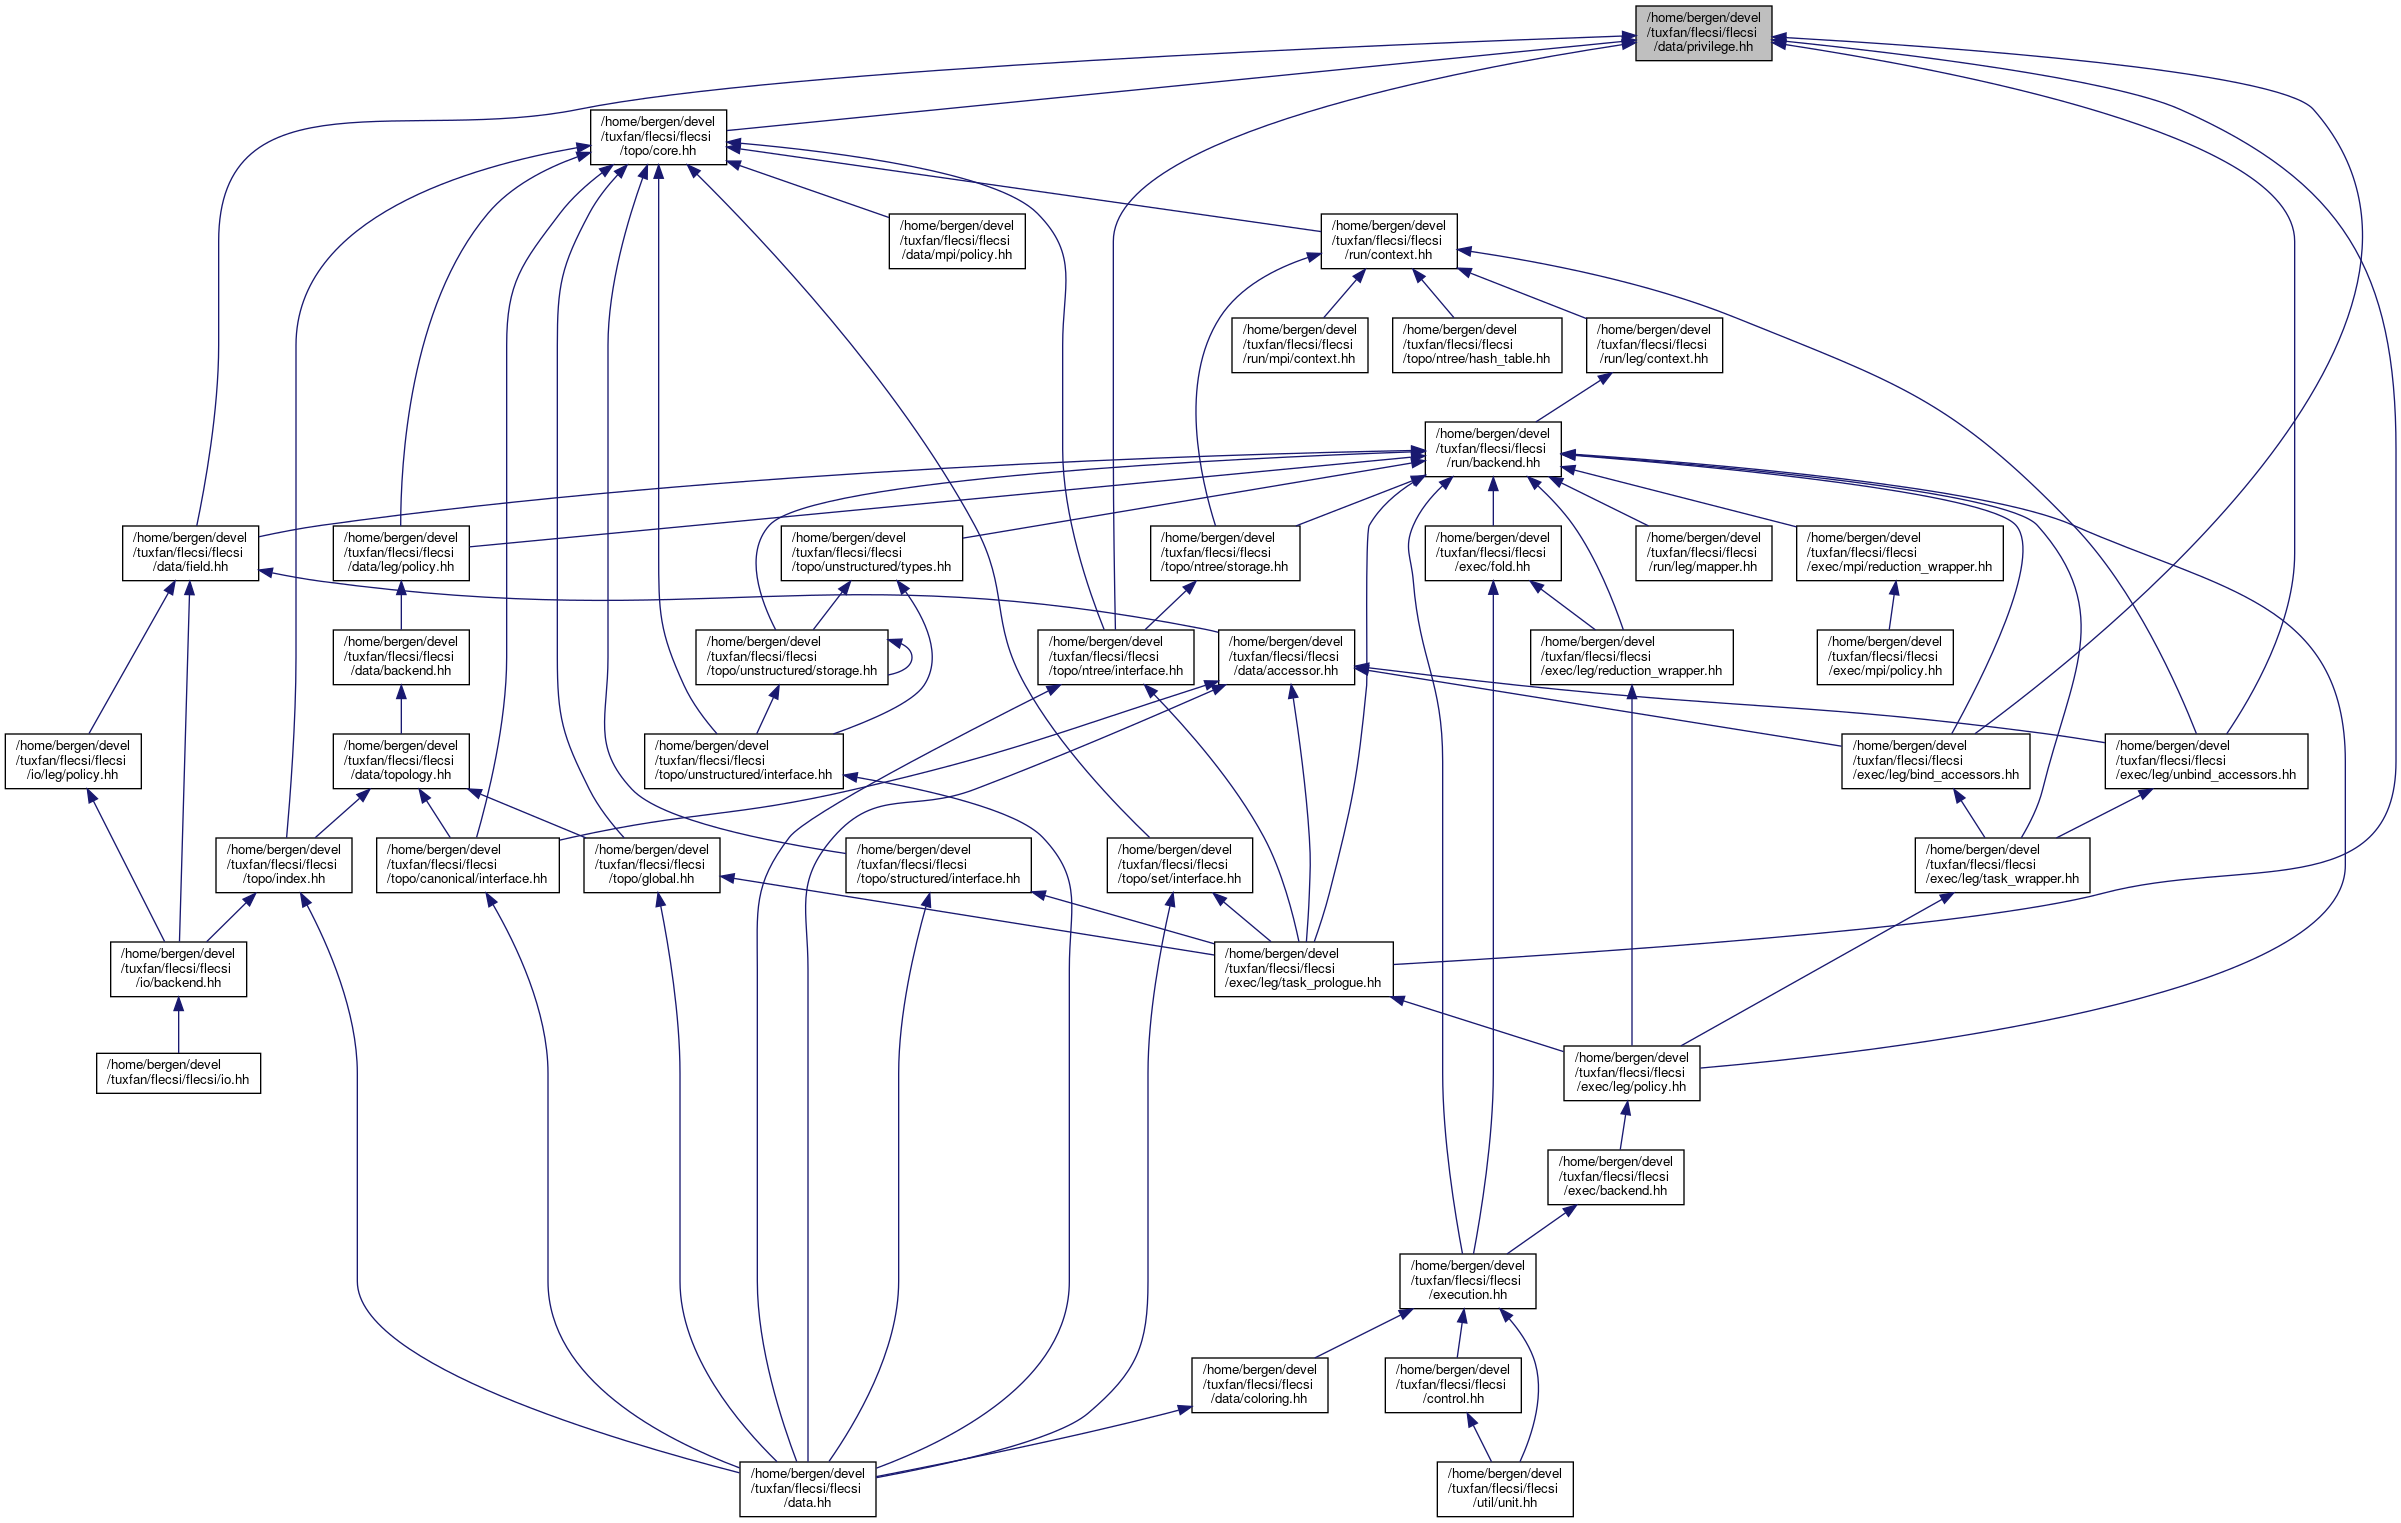 /home/bergen/devel
/tuxfan/flecsi/flecsi
/data/privilege.hh
/home/bergen/devel
/tuxfan/flecsi/flecsi
/topo/core.hh
/home/bergen/devel
/tuxfan/flecsi/flecsi
/data/mpi/policy.hh
/home/bergen/devel
/tuxfan/flecsi/flecsi
/run/context.hh
/home/bergen/devel
/tuxfan/flecsi/flecsi
/run/mpi/context.hh
/home/bergen/devel
/tuxfan/flecsi/flecsi
/topo/ntree/hash_table.hh
/home/bergen/devel
/tuxfan/flecsi/flecsi
/run/leg/context.hh
/home/bergen/devel
/tuxfan/flecsi/flecsi
/run/backend.hh
/home/bergen/devel
/tuxfan/flecsi/flecsi
/data/field.hh
/home/bergen/devel
/tuxfan/flecsi/flecsi
/data/leg/policy.hh
/home/bergen/devel
/tuxfan/flecsi/flecsi
/topo/unstructured/types.hh
/home/bergen/devel
/tuxfan/flecsi/flecsi
/topo/ntree/storage.hh
/home/bergen/devel
/tuxfan/flecsi/flecsi
/exec/fold.hh
/home/bergen/devel
/tuxfan/flecsi/flecsi
/run/leg/mapper.hh
/home/bergen/devel
/tuxfan/flecsi/flecsi
/exec/mpi/reduction_wrapper.hh
/home/bergen/devel
/tuxfan/flecsi/flecsi
/data/backend.hh
/home/bergen/devel
/tuxfan/flecsi/flecsi
/topo/unstructured/storage.hh
/home/bergen/devel
/tuxfan/flecsi/flecsi
/topo/ntree/interface.hh
/home/bergen/devel
/tuxfan/flecsi/flecsi
/data/accessor.hh
/home/bergen/devel
/tuxfan/flecsi/flecsi
/exec/leg/reduction_wrapper.hh
/home/bergen/devel
/tuxfan/flecsi/flecsi
/exec/mpi/policy.hh
/home/bergen/devel
/tuxfan/flecsi/flecsi
/io/leg/policy.hh
/home/bergen/devel
/tuxfan/flecsi/flecsi
/data/topology.hh
/home/bergen/devel
/tuxfan/flecsi/flecsi
/topo/unstructured/interface.hh
/home/bergen/devel
/tuxfan/flecsi/flecsi
/exec/leg/bind_accessors.hh
/home/bergen/devel
/tuxfan/flecsi/flecsi
/exec/leg/unbind_accessors.hh
/home/bergen/devel
/tuxfan/flecsi/flecsi
/topo/index.hh
/home/bergen/devel
/tuxfan/flecsi/flecsi
/topo/canonical/interface.hh
/home/bergen/devel
/tuxfan/flecsi/flecsi
/topo/global.hh
/home/bergen/devel
/tuxfan/flecsi/flecsi
/topo/structured/interface.hh
/home/bergen/devel
/tuxfan/flecsi/flecsi
/topo/set/interface.hh
/home/bergen/devel
/tuxfan/flecsi/flecsi
/exec/leg/task_wrapper.hh
/home/bergen/devel
/tuxfan/flecsi/flecsi
/io/backend.hh
/home/bergen/devel
/tuxfan/flecsi/flecsi
/exec/leg/task_prologue.hh
/home/bergen/devel
/tuxfan/flecsi/flecsi/io.hh
/home/bergen/devel
/tuxfan/flecsi/flecsi
/exec/leg/policy.hh
/home/bergen/devel
/tuxfan/flecsi/flecsi
/exec/backend.hh
/home/bergen/devel
/tuxfan/flecsi/flecsi
/execution.hh
/home/bergen/devel
/tuxfan/flecsi/flecsi
/data/coloring.hh
/home/bergen/devel
/tuxfan/flecsi/flecsi
/control.hh
/home/bergen/devel
/tuxfan/flecsi/flecsi
/data.hh
/home/bergen/devel
/tuxfan/flecsi/flecsi
/util/unit.hh